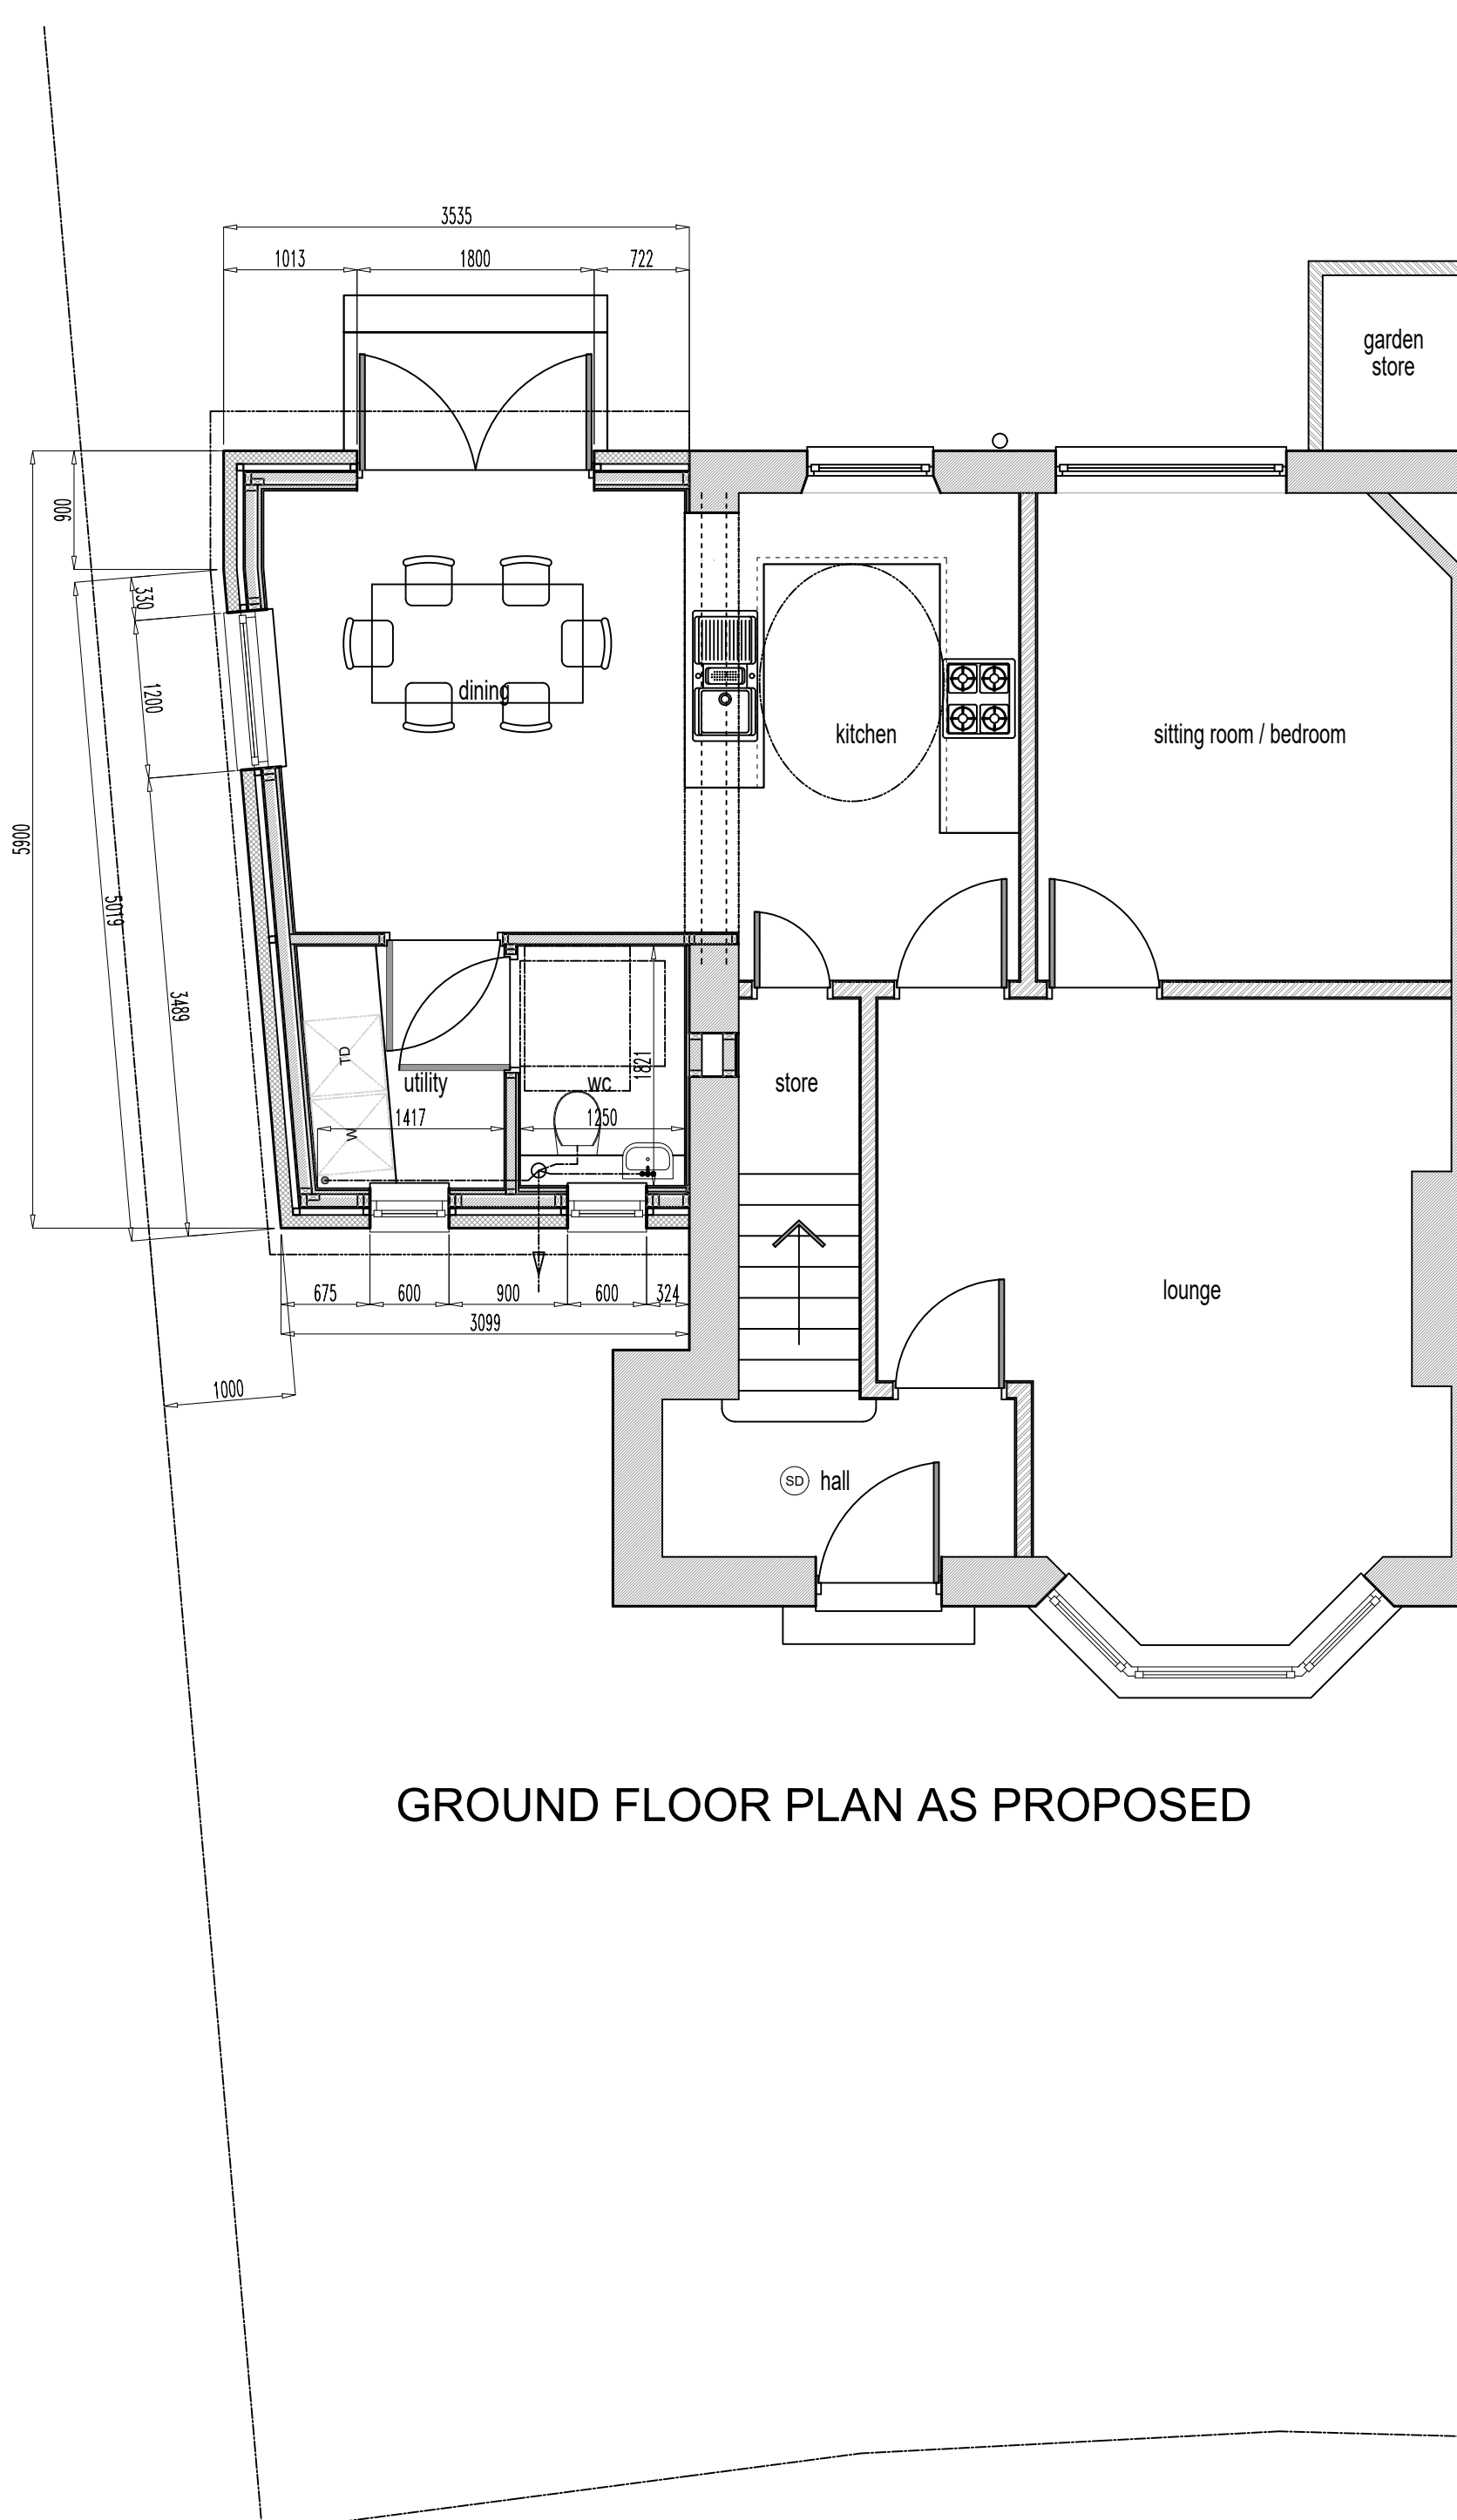 3535
1013 1800 722
garden
store
900
330
1200
dining
kitchen
sitting room / bedroom
5900
5019
3489
TD
utility
wc
1821
store
W
1417
1250
675 600 900 600 324
3099
lounge
1000
SD hall
GROUND FLOOR PLAN AS PROPOSED